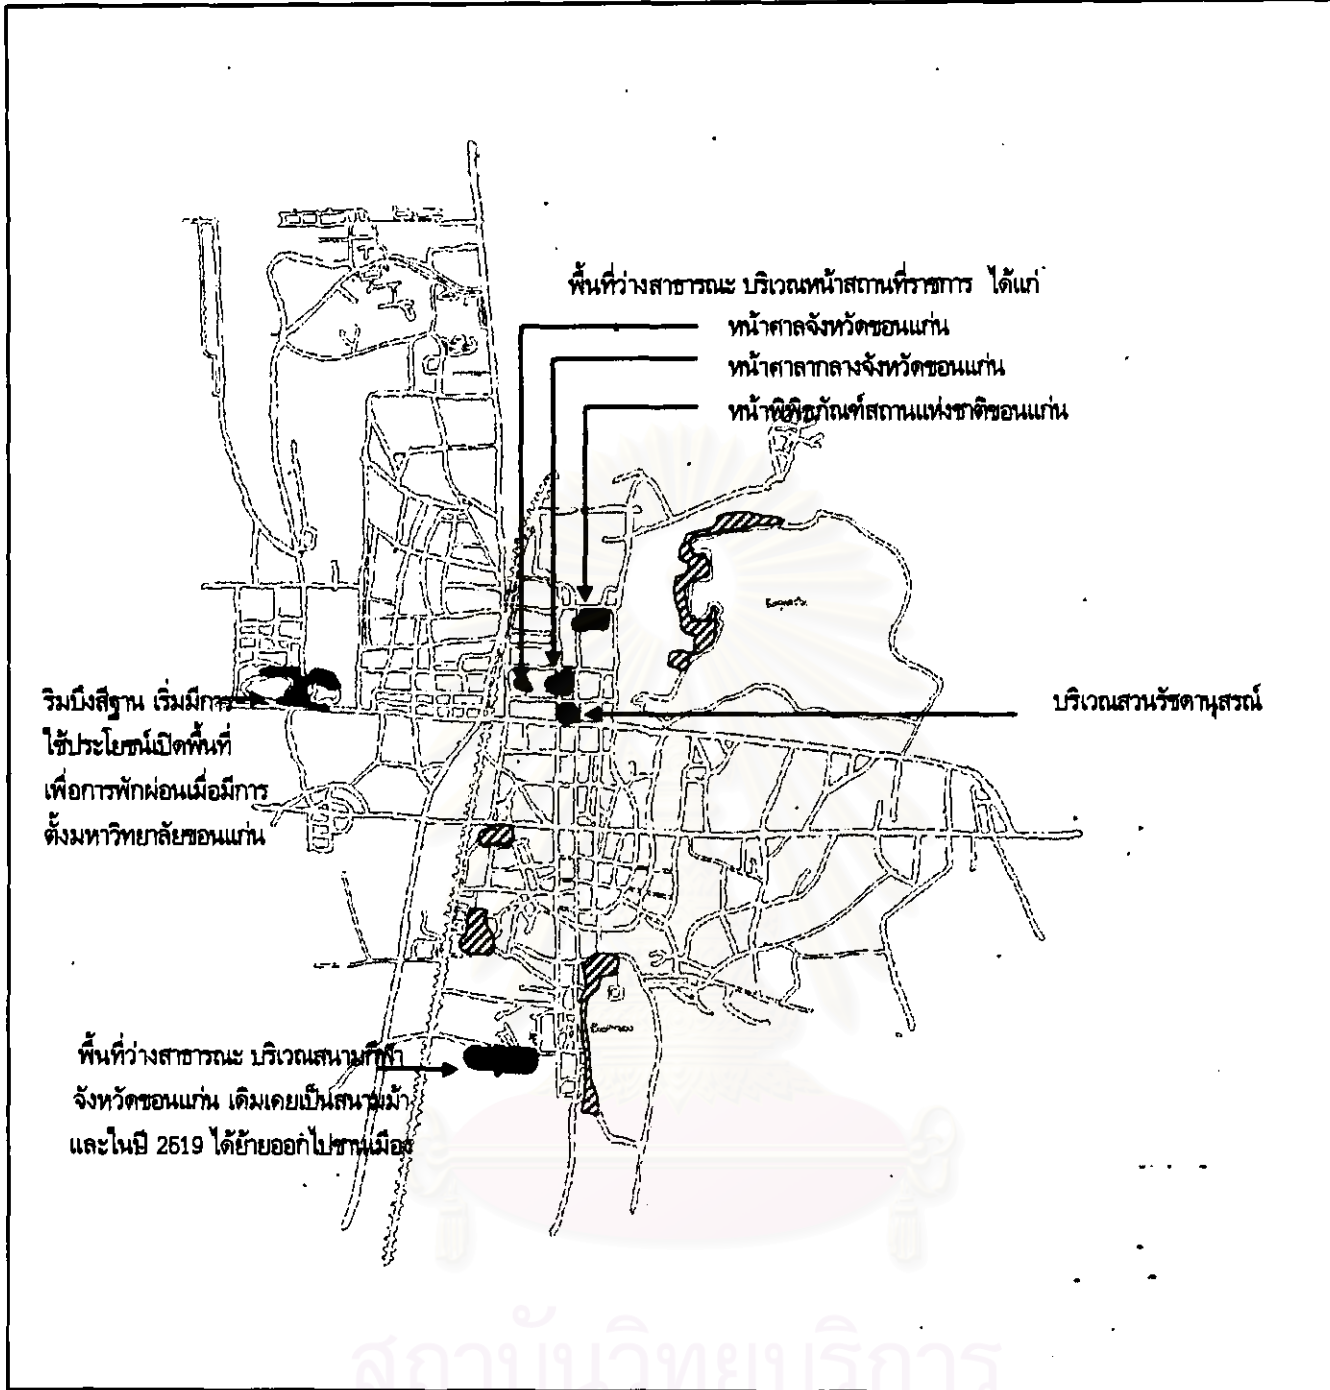 พื้นที่ว่างสาธารณะ บริเวณหน้าสถานที่ราชการ ได้แก่
หน้าศาลจังหวัดขอนแก่น
หน้าศาลากลางจังหวัดขอนแก่น
หน้าพิพิธภัณฑ์สถานแห่งชาติขอนแก่น
ริมบึงสีฐาน เริ่มมีการ
ใช้ประโยชน์เปิดพื้นที่
เพื่อการพักผ่อนเมื่อมีการ
ตั้งมหาวิทยาลัยขอนแก่น
บริเวณสวนรัชดานุสรณ์
พื้นที่ว่างสาธารณะ บริเวณสนามกีฬา
จังหวัดขอนแก่น เดิมเคยเป็นสนามม้า
และในปี 2519 ได้ย้ายออกไปชานเมือง
สถาบันวิทยบริการ